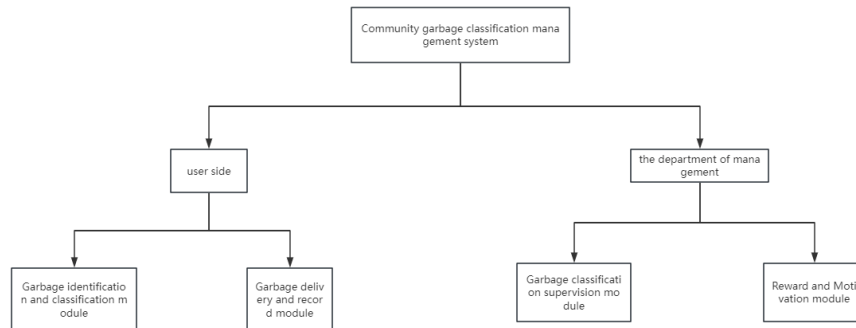 Community garbage classification mana
gement system
user side
the department of mana
gement
Garbage identificatio
n and classification m
odule
Garbage deliv
ery and recor
d module
Garbage classificati
on supervision mo
dule
Reward and Moti
vation module